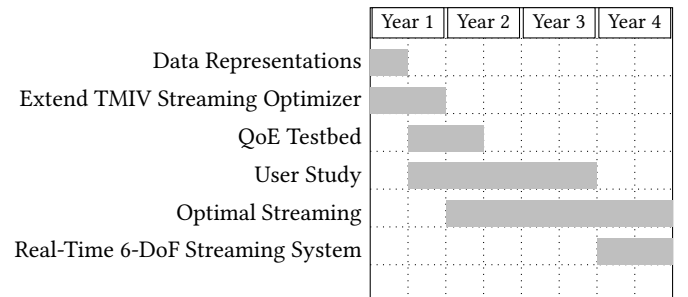 Year 1 Year 2 Year 3 Year 4
Data Representations
Extend TMIV Streaming Optimizer
QoE Testbed
User Study
Optimal Streaming
Real-Time 6-DoF Streaming System